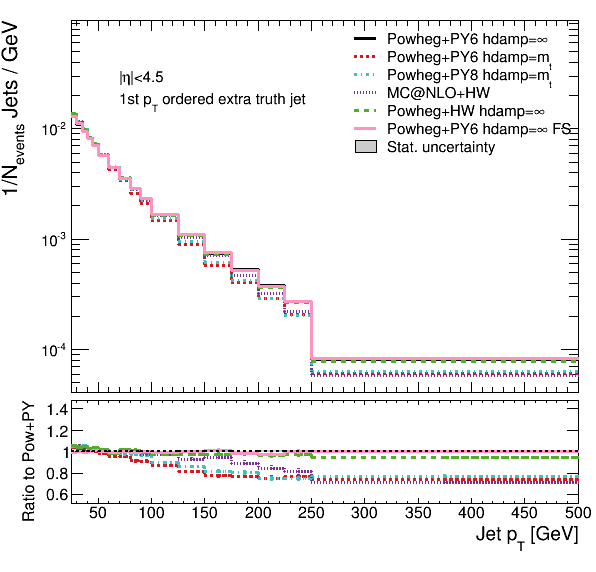 1/N_events Jets / GeV
Powheg+PY6 hdamp=∞
Powheg+PY6 hdamp=m_t
Powheg+PY8 hdamp=m_t
MC@NLO+HW
Powheg+HW hdamp=∞
Powheg+PY6 hdamp=∞ FS
Stat. uncertainty
|η|<4.5
1st p_T ordered extra truth jet
10^-2
10^-3
10^-4
Ratio to Pow+PY
1.4
1.2
1
0.8
0.6
50 100 150 200 250 300 350 400 450 500
Jet p_T [GeV]